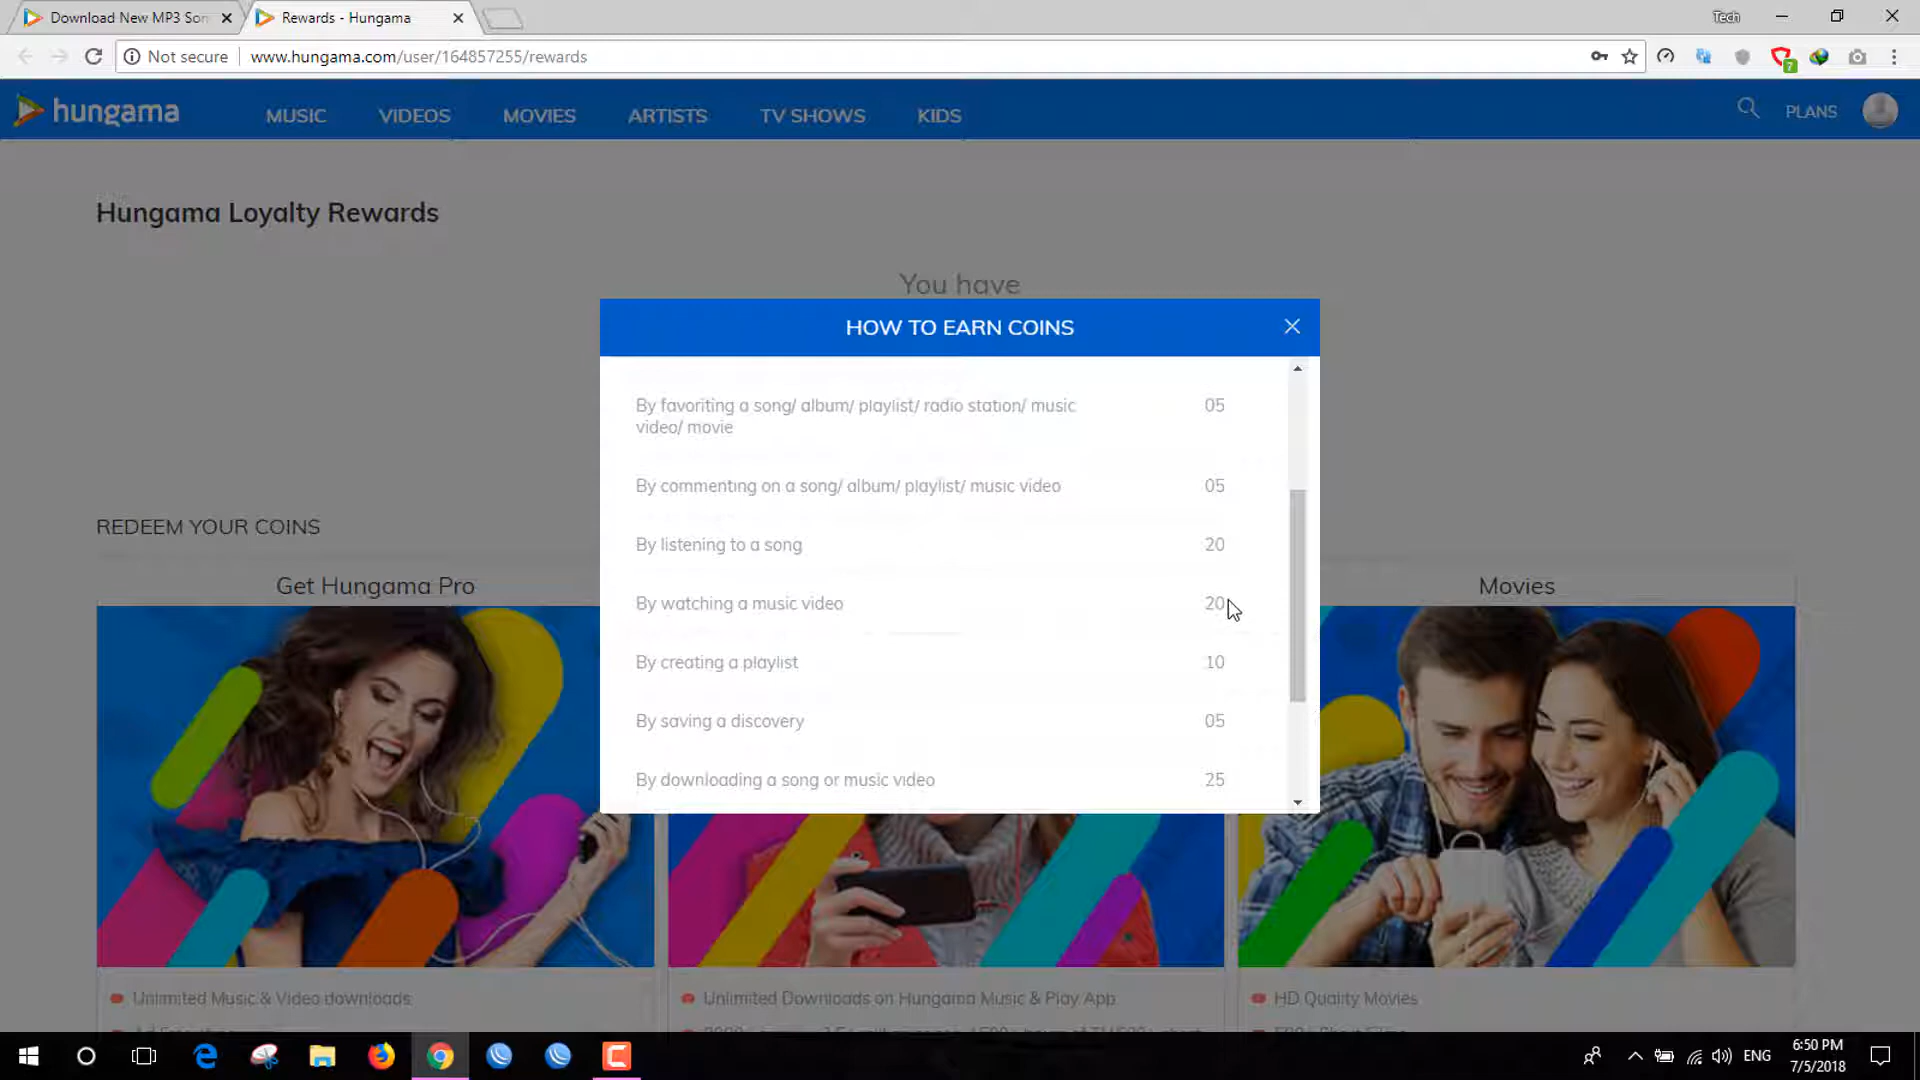 Download New MP3 Son
Rewards - Hungama
Tech
Not secure
www.hungama.com/user/164857255/rewards
7
hungama
MUSIC
VIDEOS
MOVIES
ARTISTS
TV SHOWS
KIDS
PLANS
Hungama Loyalty Rewards
You have
HOW TO EARN COINS
By favoriting a song/ album/ playlist/ radio station/ music
video/ movie
05
By commenting on a song/ album/ playlist/ music video
05
By listening to a song
20
By watching a music video
20
By creating a playlist
10
By saving a discovery
05
By downloading a song or music video
25
REDEEM YOUR COINS
Get Hungama Pro
Movies
Unlimited Music & Video downloads
Unlimited Downloads on Hungama Music & Play App
HD Quality Movies
ENG
6:50 PM
7/5/2018